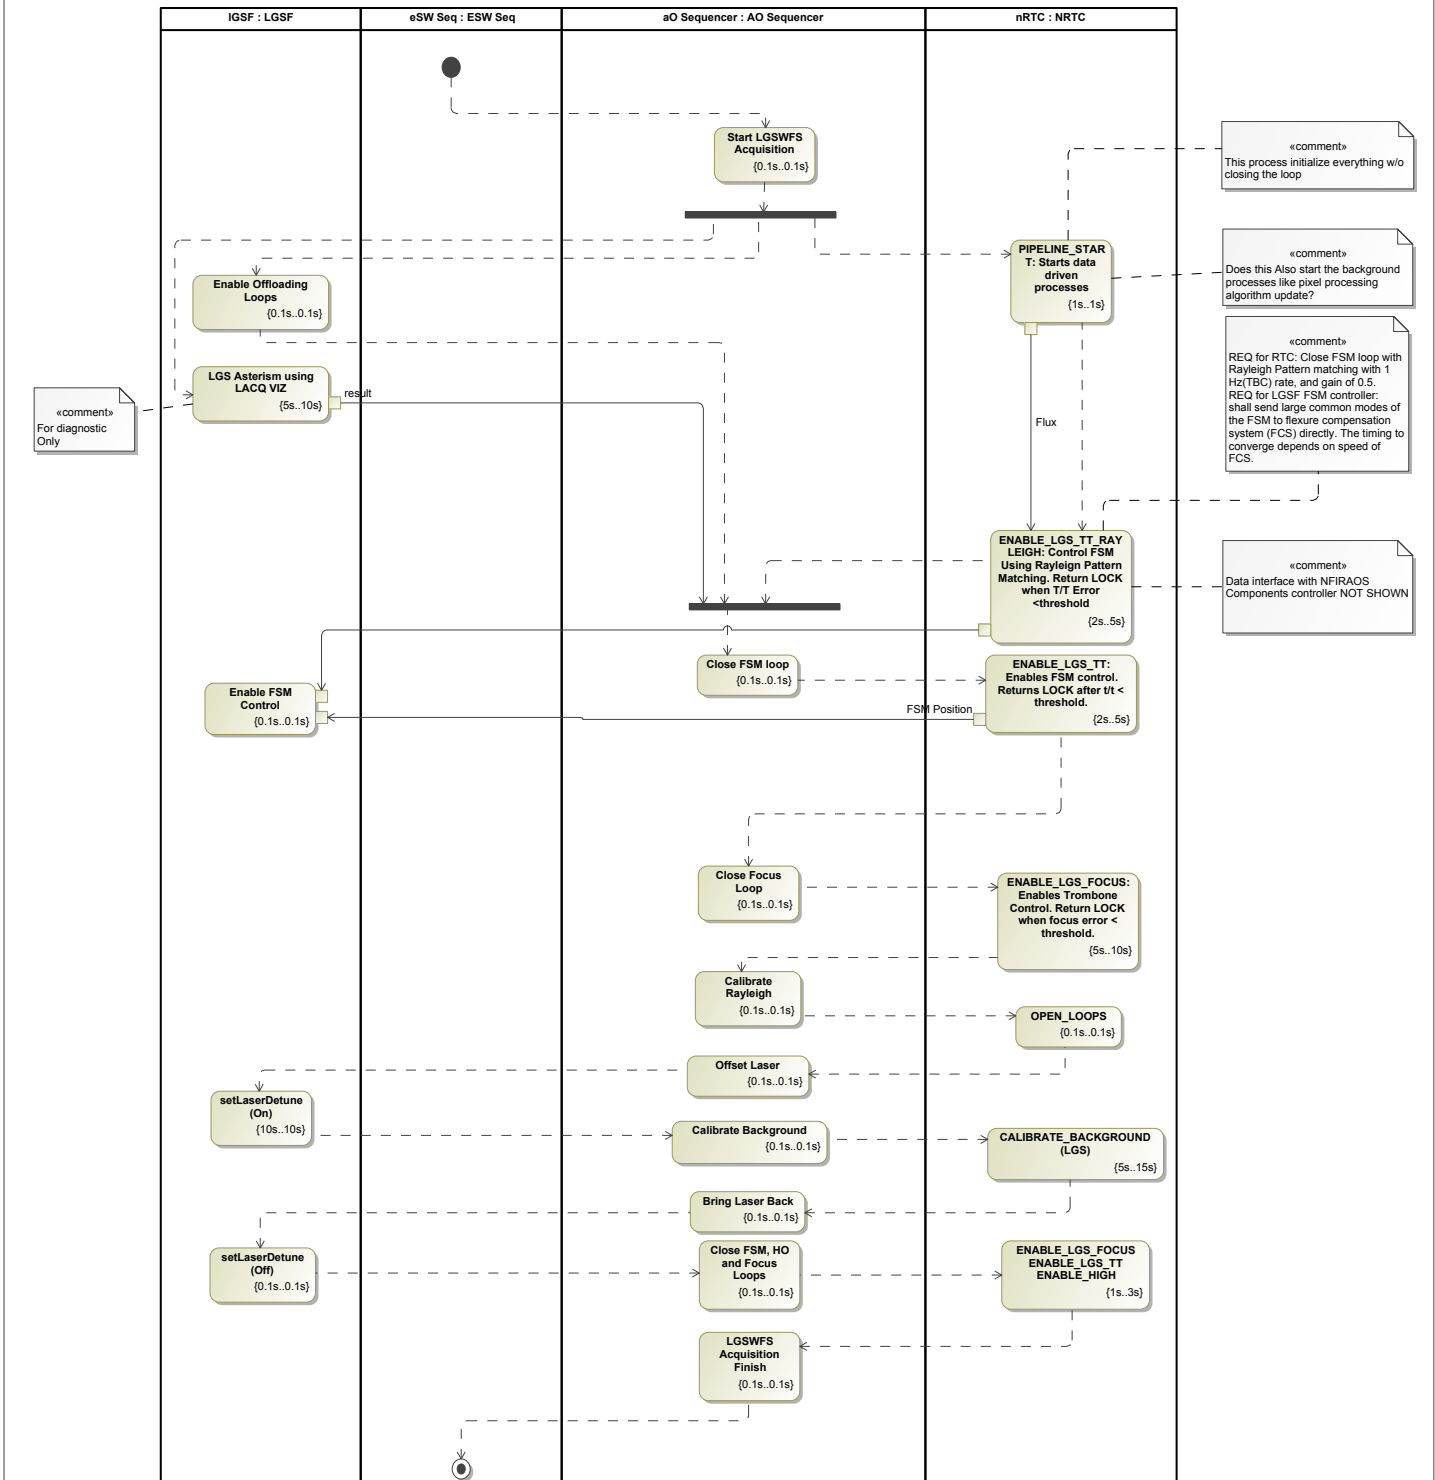 lGSF : LGSF
eSW Seq : ESW Seq
aO Sequencer : AO Sequencer
nRTC : NRTC
Start LGSWFS
Acquisition
{0.1s..0.1s}
«comment»
This process initialize everything w/o
closing the loop
PIPELINE_STAR
T: Starts data
driven
processes
{1s..1s}
«comment»
Does this Also start the background
processes like pixel processing
algorithm update?
Enable Offloading
Loops
{0.1s..0.1s}
«comment»
REQ for RTC: Close FSM loop with
Rayleigh Pattern matching with 1
Hz(TBC) rate, and gain of 0.5.
REQ for LGSF FSM controller:
shall send large common modes of
the FSM to flexure compensation
system (FCS) directly. The timing to
converge depends on speed of
FCS.
LGS Asterism using
LACQ VIZ
{5s..10s}
result
«comment»
For diagnostic
Only
Flux
ENABLE_LGS_TT_RAY
LEIGH: Control FSM
Using Rayleign Pattern
Matching. Return LOCK
when T/T Error
<threshold
{2s..5s}
«comment»
Data interface with NFIRAOS
Components controller NOT SHOWN
Close FSM loop
{0.1s..0.1s}
ENABLE_LGS_TT:
Enables FSM control.
Returns LOCK after t/t <
threshold.
{2s..5s}
Enable FSM
Control
{0.1s..0.1s}
FSM Position
Close Focus
Loop
{0.1s..0.1s}
ENABLE_LGS_FOCUS:
Enables Trombone
Control. Return LOCK
when focus error <
threshold.
{5s..10s}
Calibrate
Rayleigh
{0.1s..0.1s}
OPEN_LOOPS
{0.1s..0.1s}
Offset Laser
{0.1s..0.1s}
setLaserDetune
(On)
{10s..10s}
Calibrate Background
{0.1s..0.1s}
CALIBRATE_BACKGROUND
(LGS)
{5s..15s}
Bring Laser Back
{0.1s..0.1s}
setLaserDetune
(Off)
{0.1s..0.1s}
Close FSM, HO
and Focus
Loops
{0.1s..0.1s}
ENABLE_LGS_FOCUS
ENABLE_LGS_TT
ENABLE_HIGH
{1s..3s}
LGSWFS
Acquisition
Finish
{0.1s..0.1s}